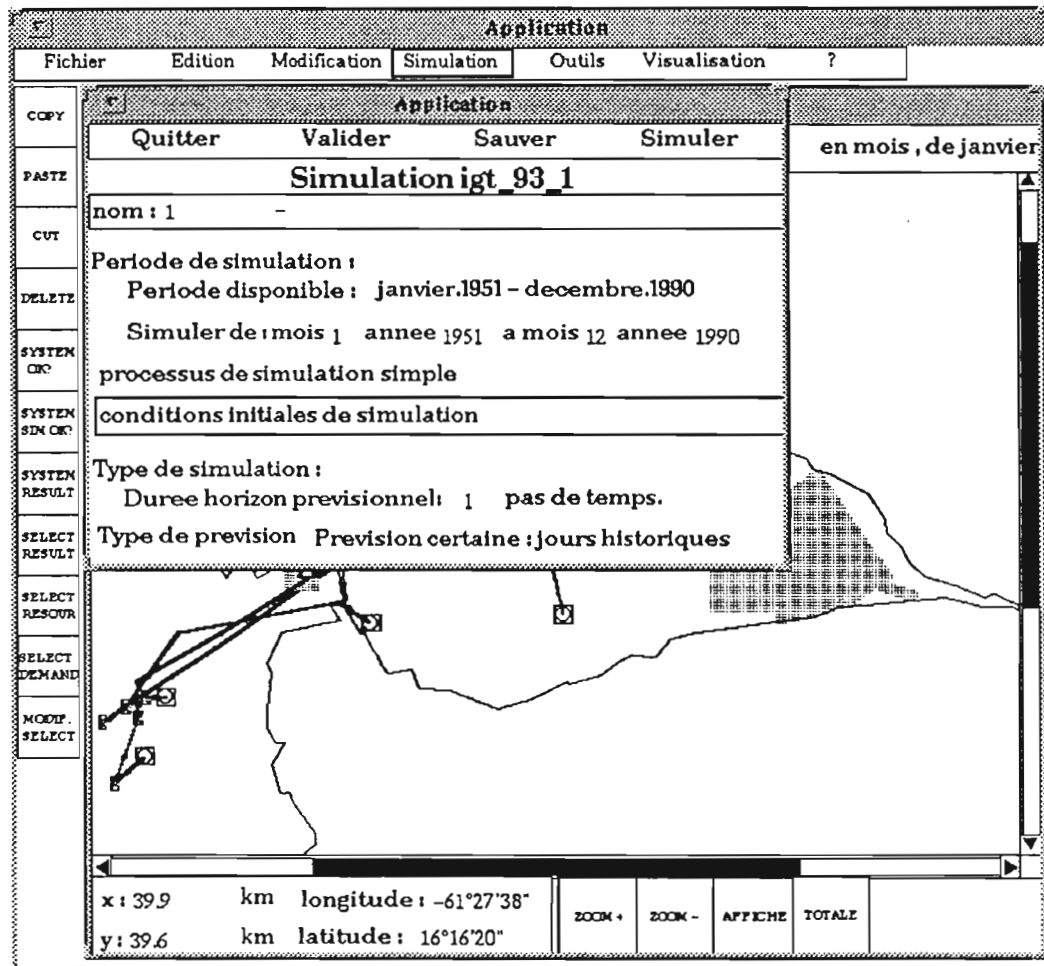 Application
Fichier Edition Modification Simulation Outils Visualisation ?
COPY
PASTE
CUT
DELETE
SYSTEM
OK?
SYSTEM
SIM OK?
SYSTEM
RESULT
SELECT
RESULT
SELECT
RESOUR
SELECT
DEMAND
MODIF.
SELECT
Application
Quitter Valider Sauver Simuler
Simulation igt_93_1
nom : 1 -
Periode de simulation :
Periode disponible : janvier.1951 - decembre.1990
Simuler de : mois 1 annee 1951 a mois 12 annee 1990
processus de simulation simple
conditions initiales de simulation
Type de simulation :
Duree horizon previsionnel: 1 pas de temps.
Type de prevision Prevision certaine : jours historiques
en mois , de janvier
x : 39.9 km longitude : -61°27'38"
y : 39.6 km latitude : 16°16'20"
ZOOM + ZOOM - AFFICHE TOTALE